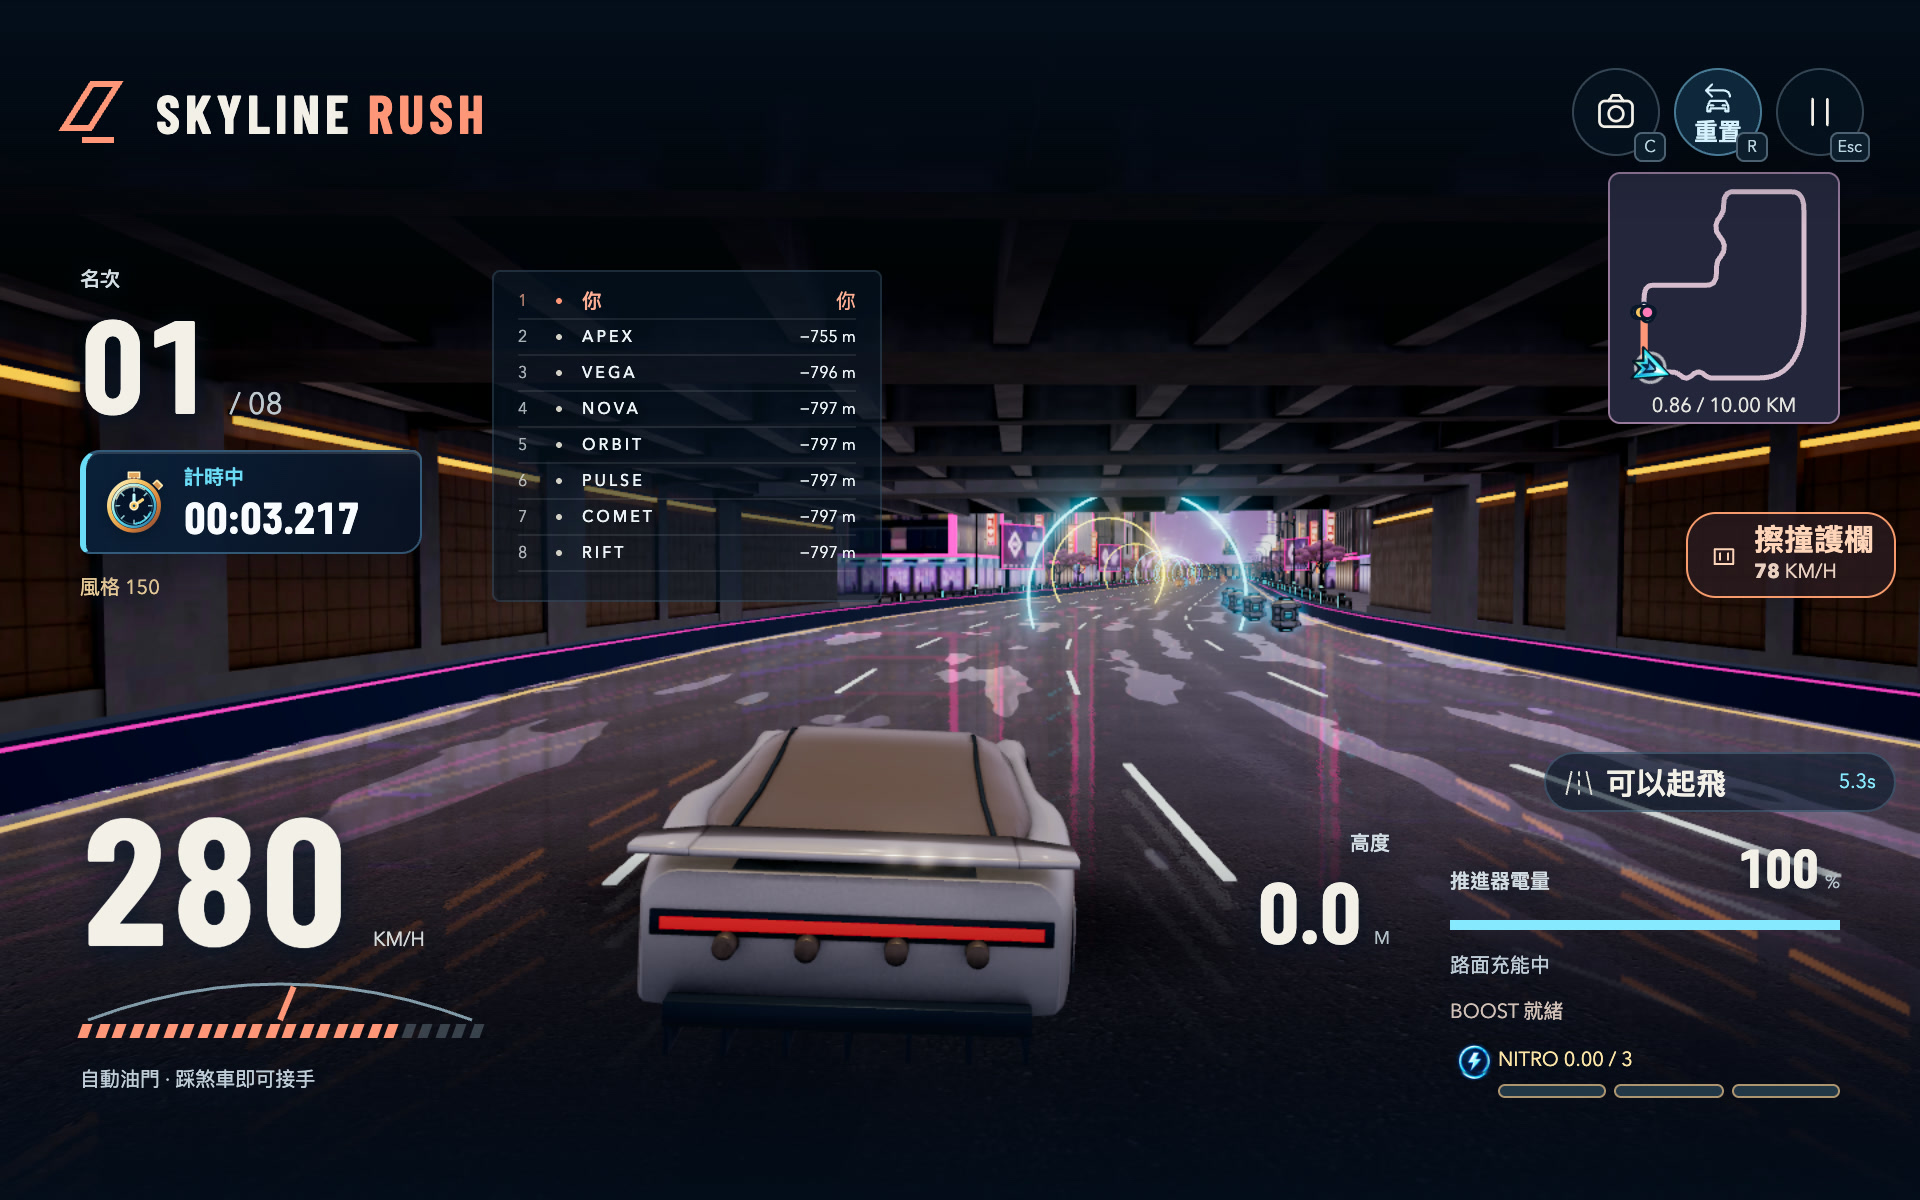 SKYLINE RUSH
C
重置
R
Esc
0.86 / 10.00 KM
名次
01 / 08
計時中
00:03.217
風格 150
1 你 你
2 APEX −755 m
3 VEGA −796 m
4 NOVA −797 m
5 ORBIT −797 m
6 PULSE −797 m
7 COMET −797 m
8 RIFT −797 m
擦撞護欄
78 KM/H
可以起飛 5.3s
280 KM/H
自動油門 · 踩煞車即可接手
高度
0.0 M
推進器電量 100 %
路面充能中
BOOST 就緒
NITRO 0.00 / 3